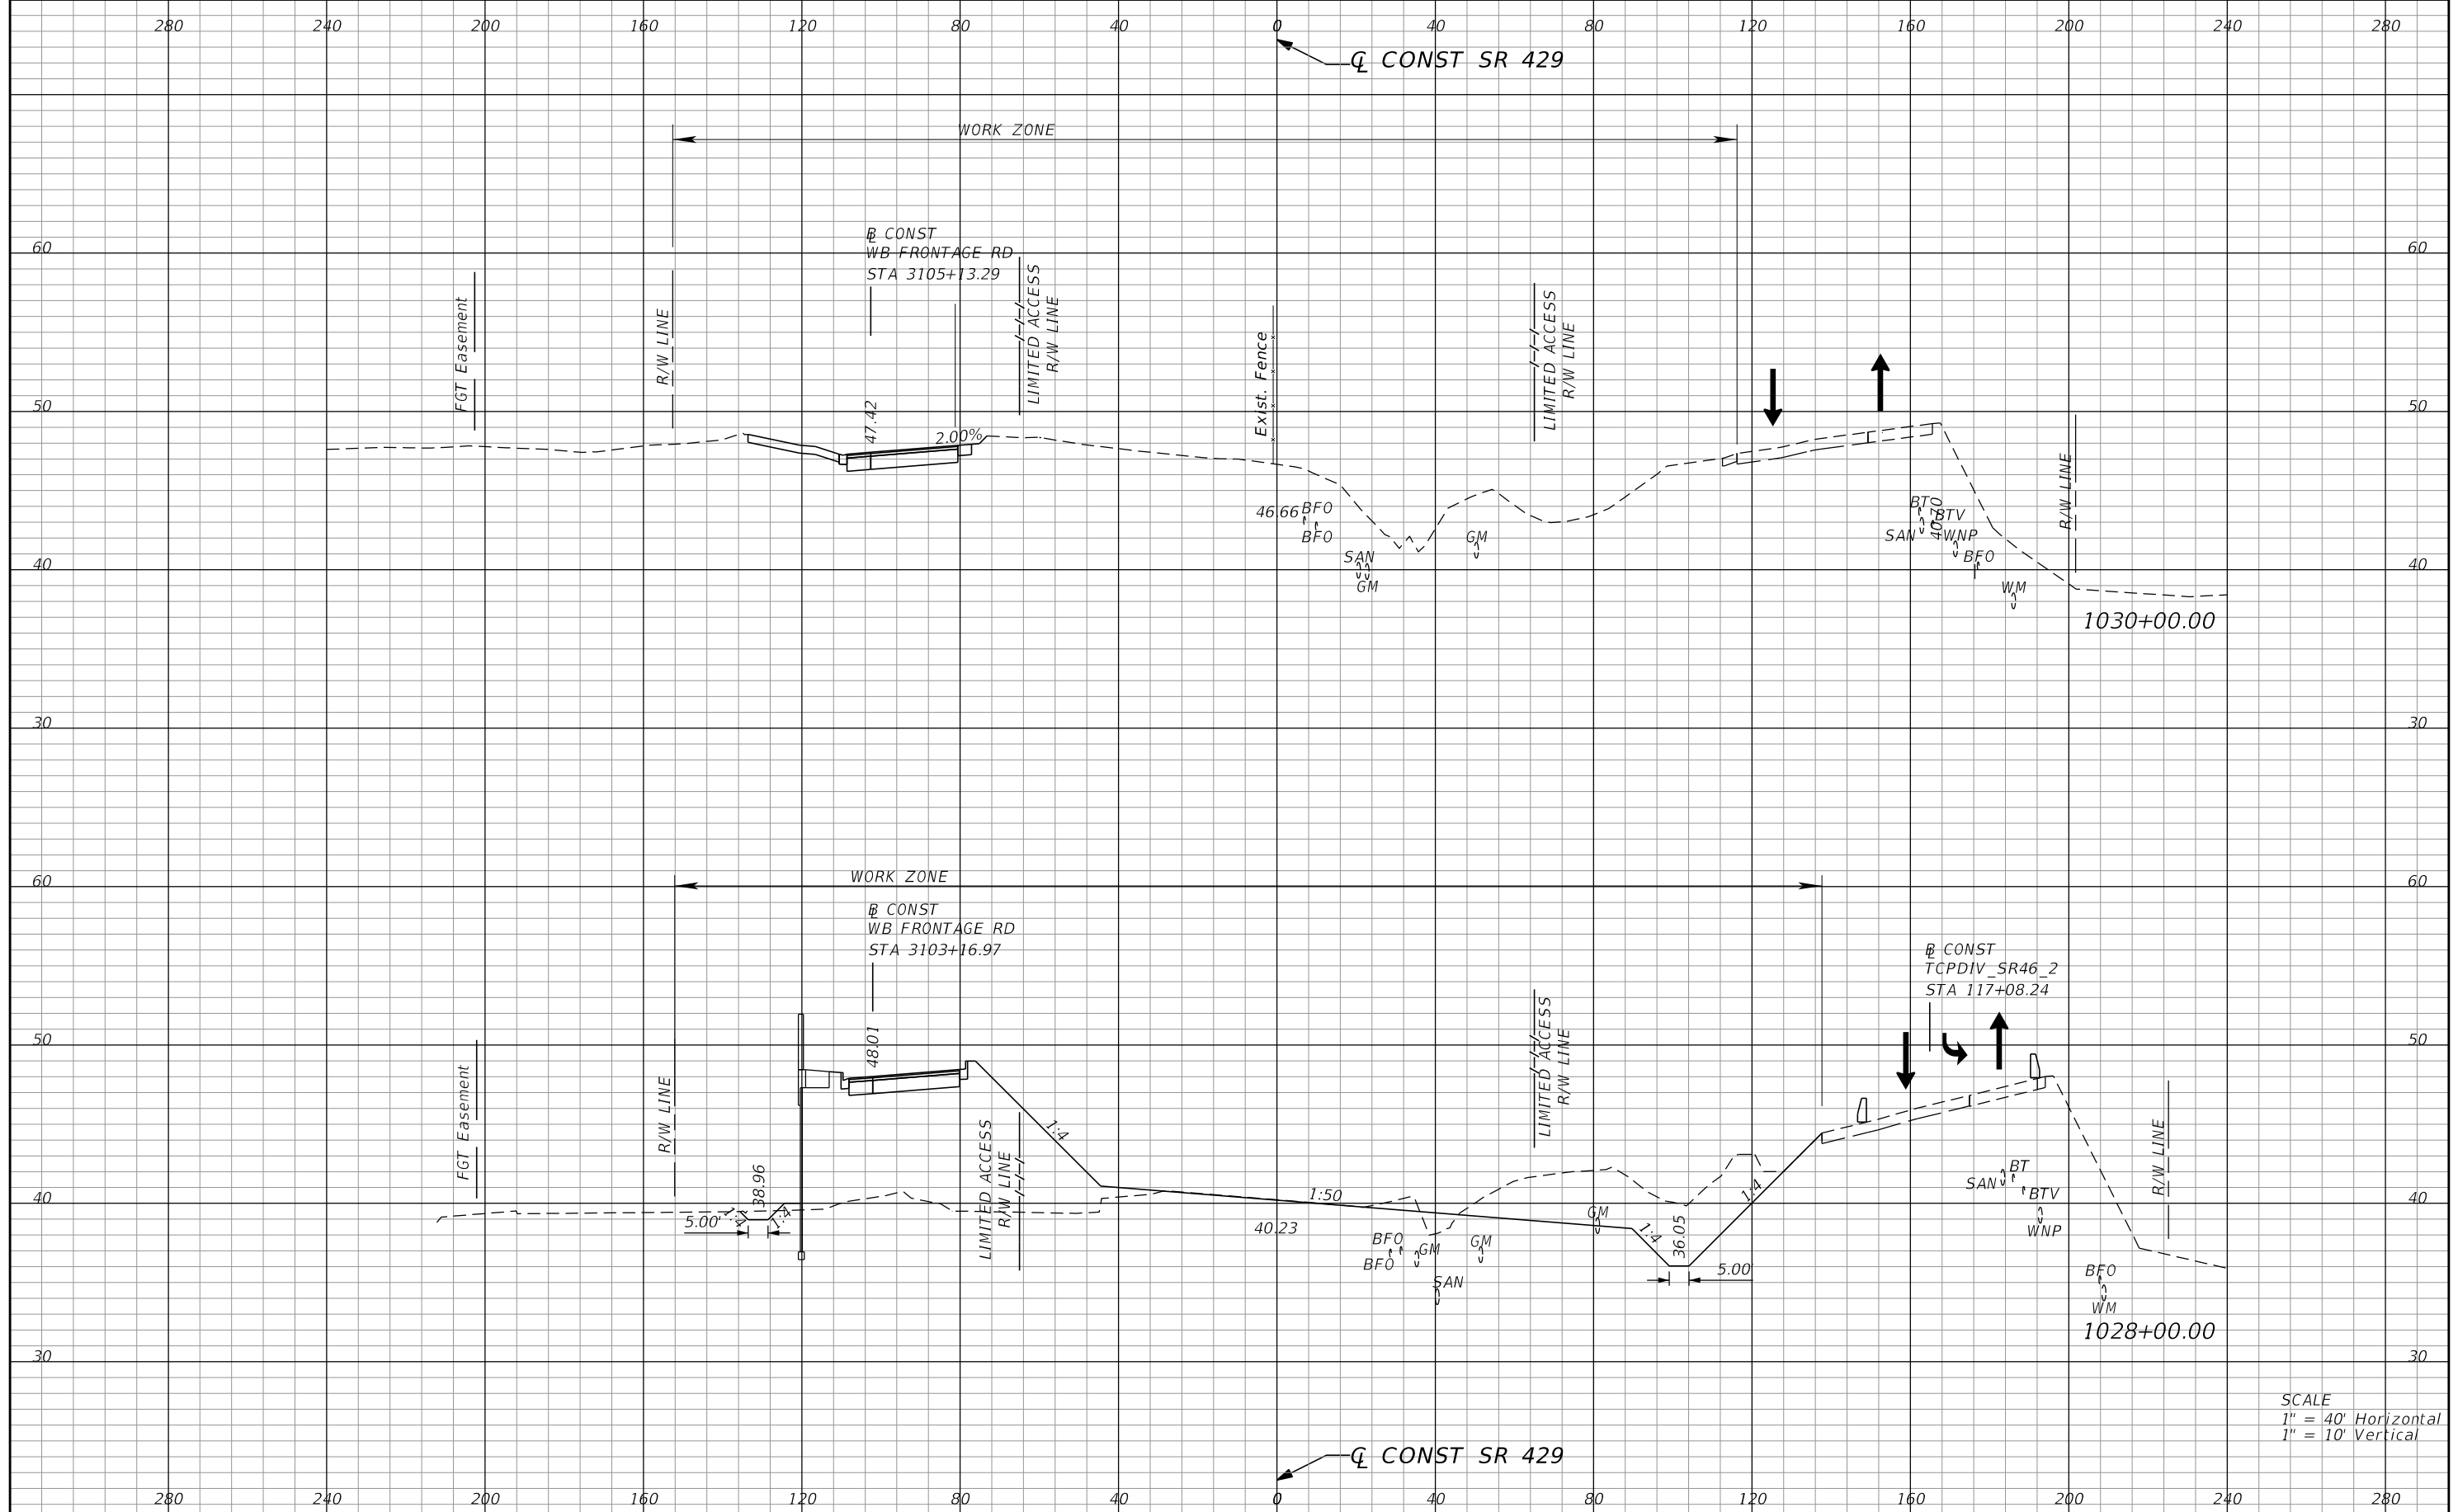 280 240 200 160 120 80 40 0 40 80 120 160 200 240 280
℄ CONST SR 429
WORK ZONE
60 60
B̵L CONST
WB FRONTAGE RD
STA 3105+13.29
FGT Easement
R/W LINE
LIMITED ACCESS
R/W LINE
Exist. Fence
LIMITED ACCESS
R/W LINE
50 50
47.42
2.00%
R/W LINE
46.66
BFO
BFO
SAN
GM
GM
BT
BTV
SAN
WNP
40.70
BFO
WM
40 40
1030+00.00
30 30
WORK ZONE
60 60
B̵L CONST
WB FRONTAGE RD
STA 3103+16.97
B̵L CONST
TCPDIV_SR46_2
STA 117+08.24
50 50
FGT Easement
R/W LINE
48.01
1:4
LIMITED ACCESS
R/W LINE
LIMITED ACCESS
R/W LINE
R/W LINE
38.96
5.00'
1:4
1:4
40 40
1:50
40.23
BFO
BFO
GM
SAN
GM
GM
1:4
36.05
1:4
5.00'
SAN
BT
BTV
WNP
BFO
WM
1028+00.00
30 30
SCALE
1" = 40' Horizontal
1" = 10' Vertical
℄ CONST SR 429
280 240 200 160 120 80 40 0 40 80 120 160 200 240 280